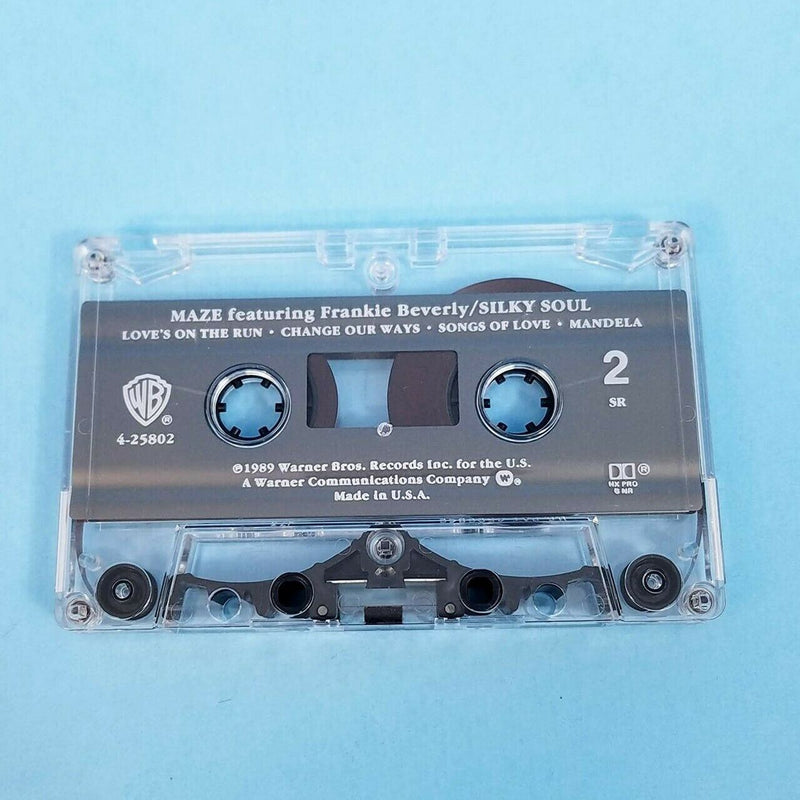 MAZE featuring Frankie Beverly/SILKY SOUL
LOVE'S ON THE RUN • CHANGE OUR WAYS • SONGS OF LOVE • MANDELA
WB®
4-25802
2
SR
℗1989 Warner Bros. Records Inc. for the U.S.
A Warner Communications Company W®
Made in U.S.A.
®
HX PRO
B NR